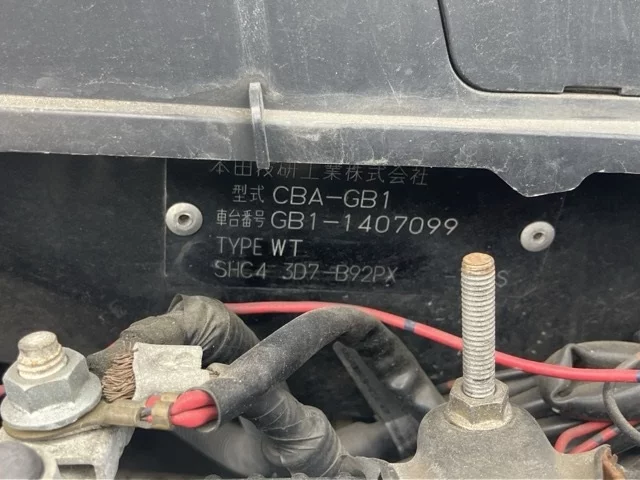 本田技研工業株式会社
型式 CBA-GB1
車台番号 GB1-1407099
TYPE WT
SHC4 3D7-B92PX S